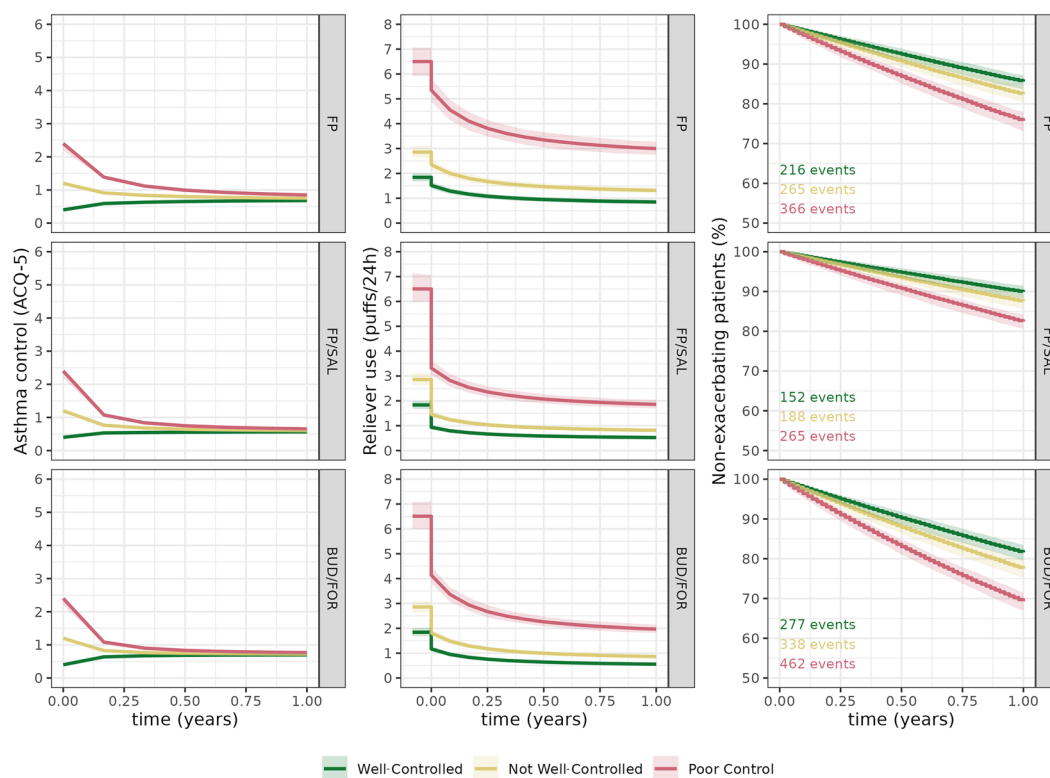 Asthma control (ACQ-5)
6
5
4
3
2
1
0
FP
6
5
4
3
2
1
0
FP/SAL
6
5
4
3
2
1
0
BUD/FOR
0.00 0.25 0.50 0.75 1.00
time (years)
Reliever use (puffs/24h)
8
7
6
5
4
3
2
1
0
FP
8
7
6
5
4
3
2
1
0
FP/SAL
8
7
6
5
4
3
2
1
0
BUD/FOR
0.00 0.25 0.50 0.75 1.00
time (years)
Non-exacerbating patients (%)
100
90
80
70
60
50
216 events
265 events
366 events
FP
100
90
80
70
60
50
152 events
188 events
265 events
FP/SAL
100
90
80
70
60
50
277 events
338 events
462 events
BUD/FOR
0.00 0.25 0.50 0.75 1.00
time (years)
Well-Controlled Not Well-Controlled Poor Control